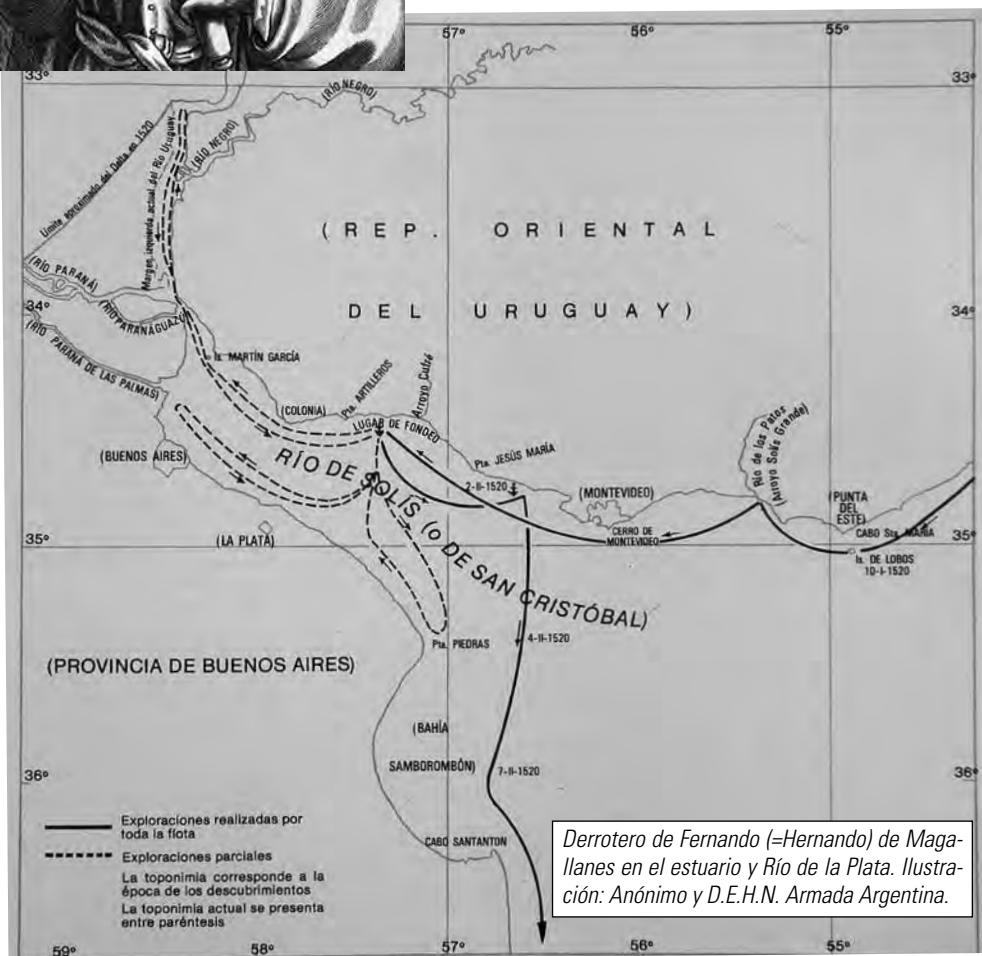 57°
56°
55°
33°
33°
(RÍO NEGRO)
(RÍO NEGRO)
Límite aproximado del Delta en 1520
Margen izquierda actual del Río Uruguay
(REP. ORIENTAL
DEL URUGUAY)
(RÍO PARANÁ)
(RÍO PARANAGUAZÚ)
34°
34°
(RÍO PARANÁ DE LAS PALMAS)
Is. MARTÍN GARCÍA
(COLONIA)
Pta. ARTILLEROS
Arroyo Cufré
LUGAR DE FONDEO
Pta. JESÚS MARÍA
2-II-1520
(MONTEVIDEO)
CERRO DE
MONTEVIDEO
Río de los Patos
Arroyo Solís Grande)
(PUNTA
DEL
ESTE)
CABO Sta. MARÍA
Is. DE LOBOS
10-I-1520
(BUENOS AIRES)
RÍO DE SOLÍS (o DE SAN CRISTÓBAL)
(LA PLATA)
35°
35°
4-II-1520
Pta. PIEDRAS
(PROVINCIA DE BUENOS AIRES)
(BAHÍA
SAMBOROMBÓN)
7-II-1520
36°
36°
CABO SANTANTON
Exploraciones realizadas por
toda la flota
Exploraciones parciales
La toponimia corresponde a la
época de los descubrimientos
La toponimia actual se presenta
entre paréntesis
59°
58°
57°
56°
55°
Derrotero de Fernando (=Hernando) de Maga-
llanes en el estuario y Río de la Plata. Ilustra-
ción: Anónimo y D.E.H.N. Armada Argentina.